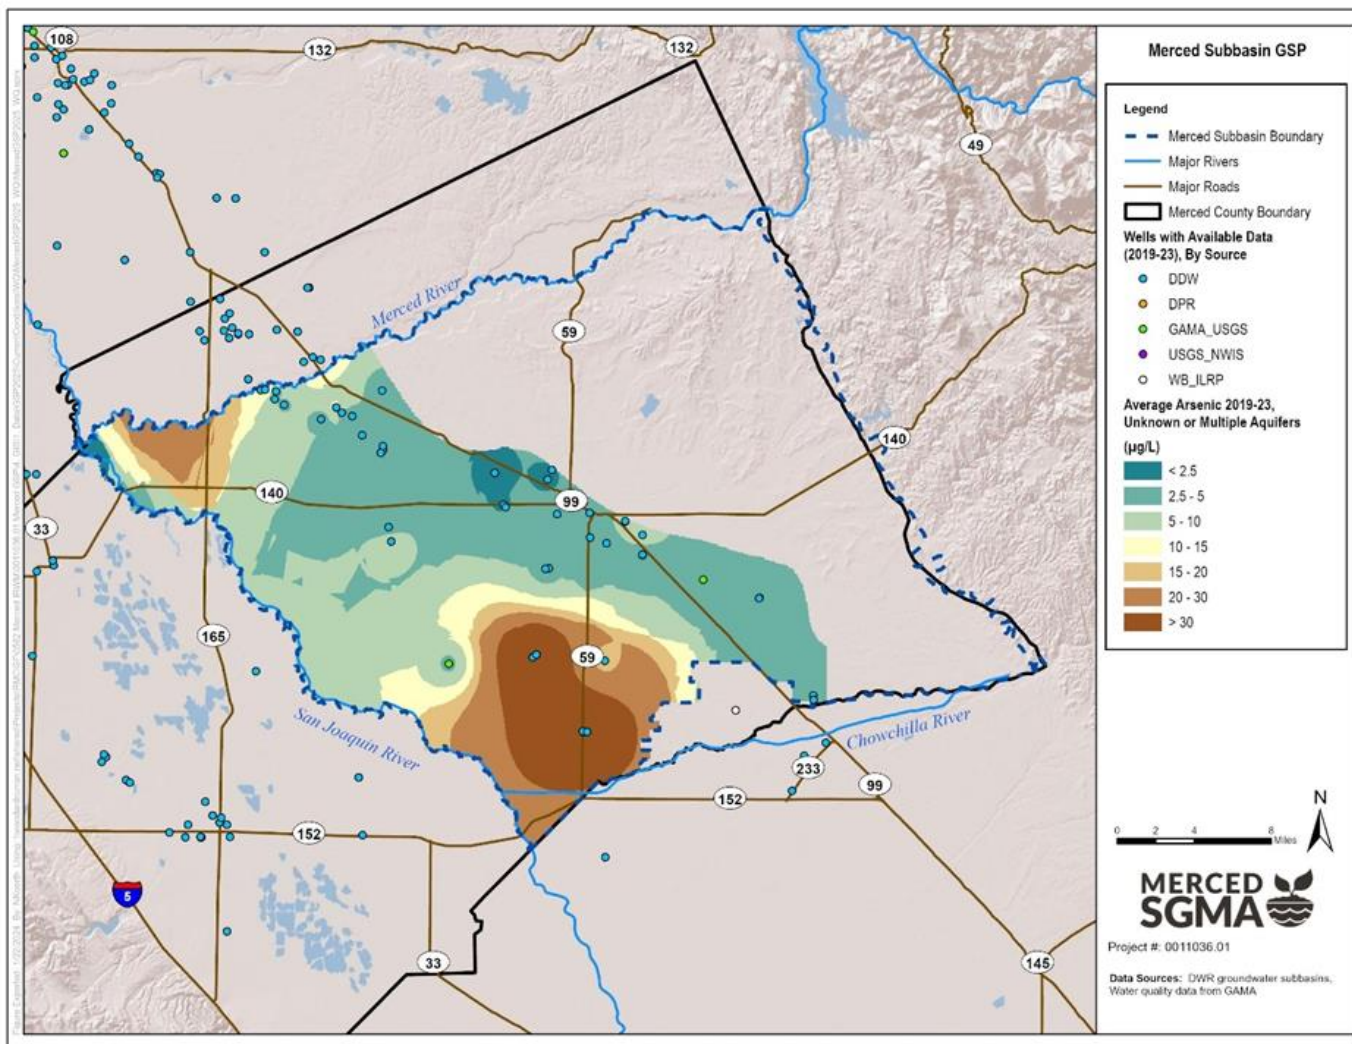 Merced Subbasin GSP
Legend
Merced Subbasin Boundary
Major Rivers
Major Roads
Merced County Boundary
Wells with Available Data
(2019-23), By Source
DDW
DPR
GAMA_USGS
USGS_NWIS
WB_ILRP
Average Arsenic 2019-23,
Unknown or Multiple Aquifers
(µg/L)
< 2.5
2.5 - 5
5 - 10
10 - 15
15 - 20
20 - 30
> 30
108
132
132
49
Merced River
59
140
140
99
33
165
59
San Joaquin River
Chowchilla River
233
99
152
152
5
33
145
N
0 2 4 8
Miles
MERCED
SGMA
Project #: 0011036.01
Data Sources: DWR groundwater subbasins,
Water quality data from GAMA